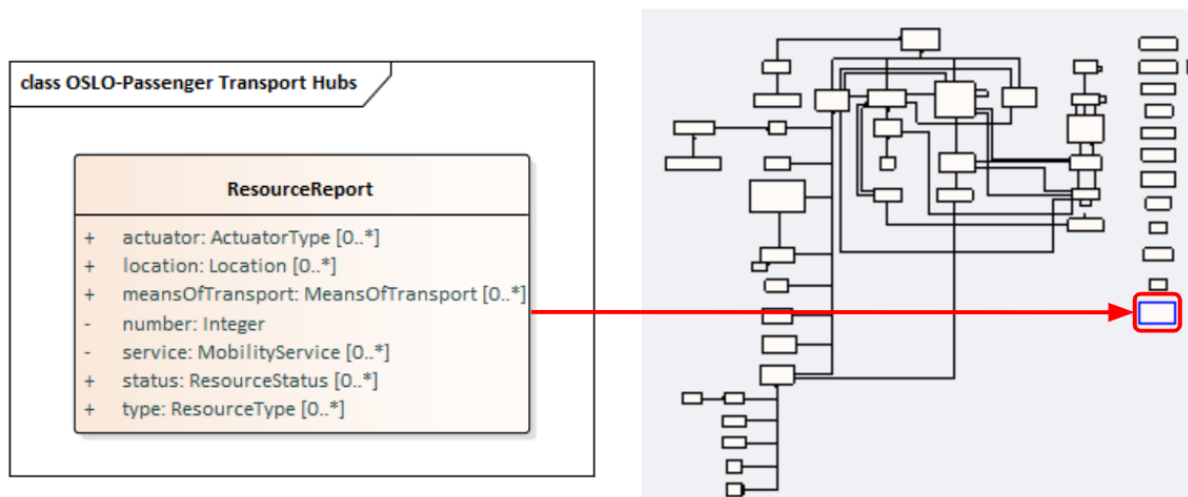 class OSLO-Passenger Transport Hubs
ResourceReport
+ actuator: ActuatorType [0..*]
+ location: Location [0..*]
+ meansOfTransport: MeansOfTransport [0..*]
- number: Integer
- service: MobilityService [0..*]
+ status: ResourceStatus [0..*]
+ type: ResourceType [0..*]